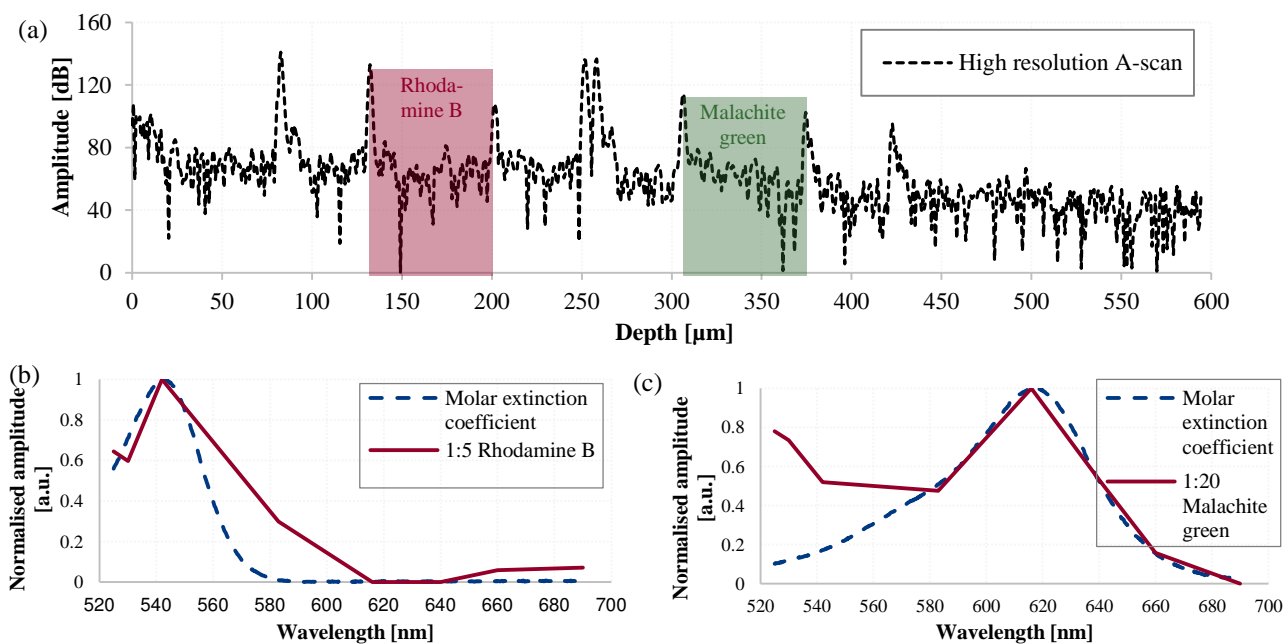 (a)
Amplitude [dB]
160
120
80
40
0
Rhoda-
mine B
Malachite
green
High resolution A-scan
0 50 100 150 200 250 300 350 400 450 500 550 600
Depth [µm]
(b)
Normalised amplitude
[a.u.]
1
0.8
0.6
0.4
0.2
0
Molar extinction
coefficient
1:5 Rhodamine B
520 540 560 580 600 620 640 660 680 700
Wavelength [nm]
(c)
Normalised amplitude
[a.u.]
1
0.8
0.6
0.4
0.2
0
Molar
extinction
coefficient
1:20
Malachite
green
520 540 560 580 600 620 640 660 680 700
Wavelength [nm]